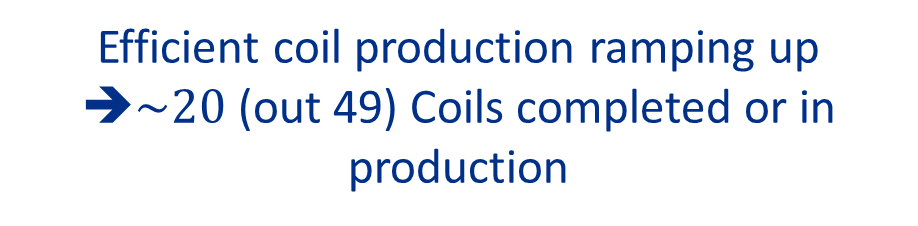 Efficient coil production ramping up
➔~20 (out 49) Coils completed or in
production